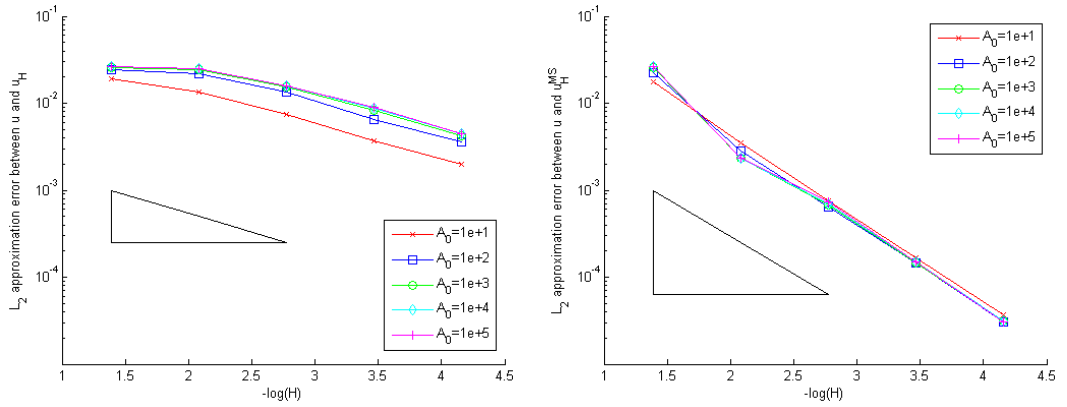 10^-1
10^-2
10^-3
10^-4
L_2 approximation error between u and u_H
1
1.5
2
2.5
3
3.5
4
4.5
-log(H)
A_0=1e+1
A_0=1e+2
A_0=1e+3
A_0=1e+4
A_0=1e+5
10^-1
10^-2
10^-3
10^-4
L_2 approximation error between u and u_H^MS
1
1.5
2
2.5
3
3.5
4
4.5
-log(H)
A_0=1e+1
A_0=1e+2
A_0=1e+3
A_0=1e+4
A_0=1e+5